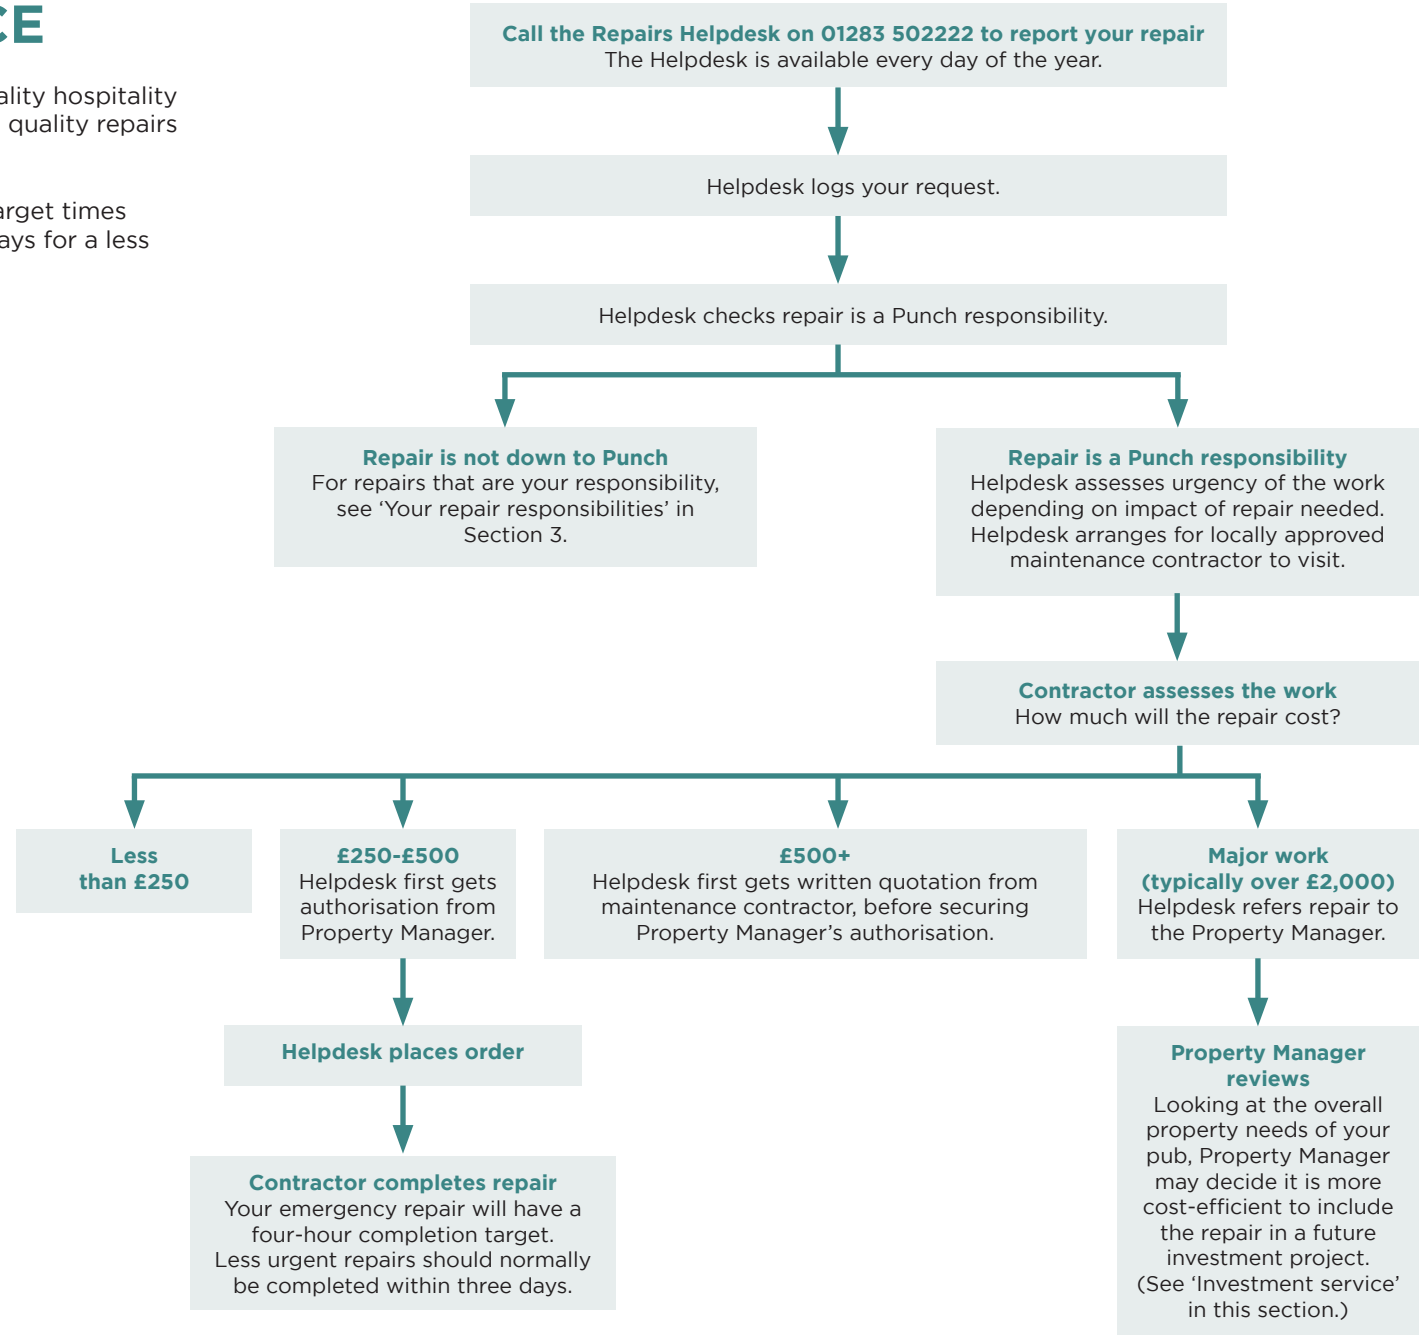 CE
ality hospitality
quality repairs
arget times
ays for a less
Call the Repairs Helpdesk on 01283 502222 to report your repair
The Helpdesk is available every day of the year.
Helpdesk logs your request.
Helpdesk checks repair is a Punch responsibility.
Repair is not down to Punch
For repairs that are your responsibility,
see ‘Your repair responsibilities’ in
Section 3.
Repair is a Punch responsibility
Helpdesk assesses urgency of the work
depending on impact of repair needed.
Helpdesk arranges for locally approved
maintenance contractor to visit.
Contractor assesses the work
How much will the repair cost?
Less
than £250
£250-£500
Helpdesk first gets
authorisation from
Property Manager.
£500+
Helpdesk first gets written quotation from
maintenance contractor, before securing
Property Manager’s authorisation.
Major work
(typically over £2,000)
Helpdesk refers repair to
the Property Manager.
Helpdesk places order
Contractor completes repair
Your emergency repair will have a
four-hour completion target.
Less urgent repairs should normally
be completed within three days.
Property Manager
reviews
Looking at the overall
property needs of your
pub, Property Manager
may decide it is more
cost-efficient to include
the repair in a future
investment project.
(See ‘Investment service’
in this section.)